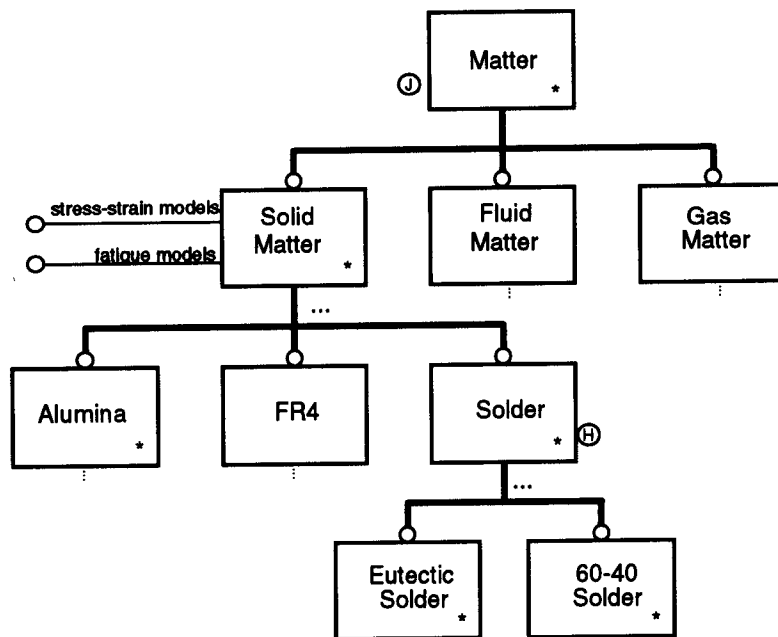 Matter
*
J
stress-strain models
Solid
Matter
*
Fluid
Matter
Gas
Matter
fatigue models
...
Alumina
*
FR4
Solder
*
H
...
Eutectic
Solder
*
60-40
Solder
*